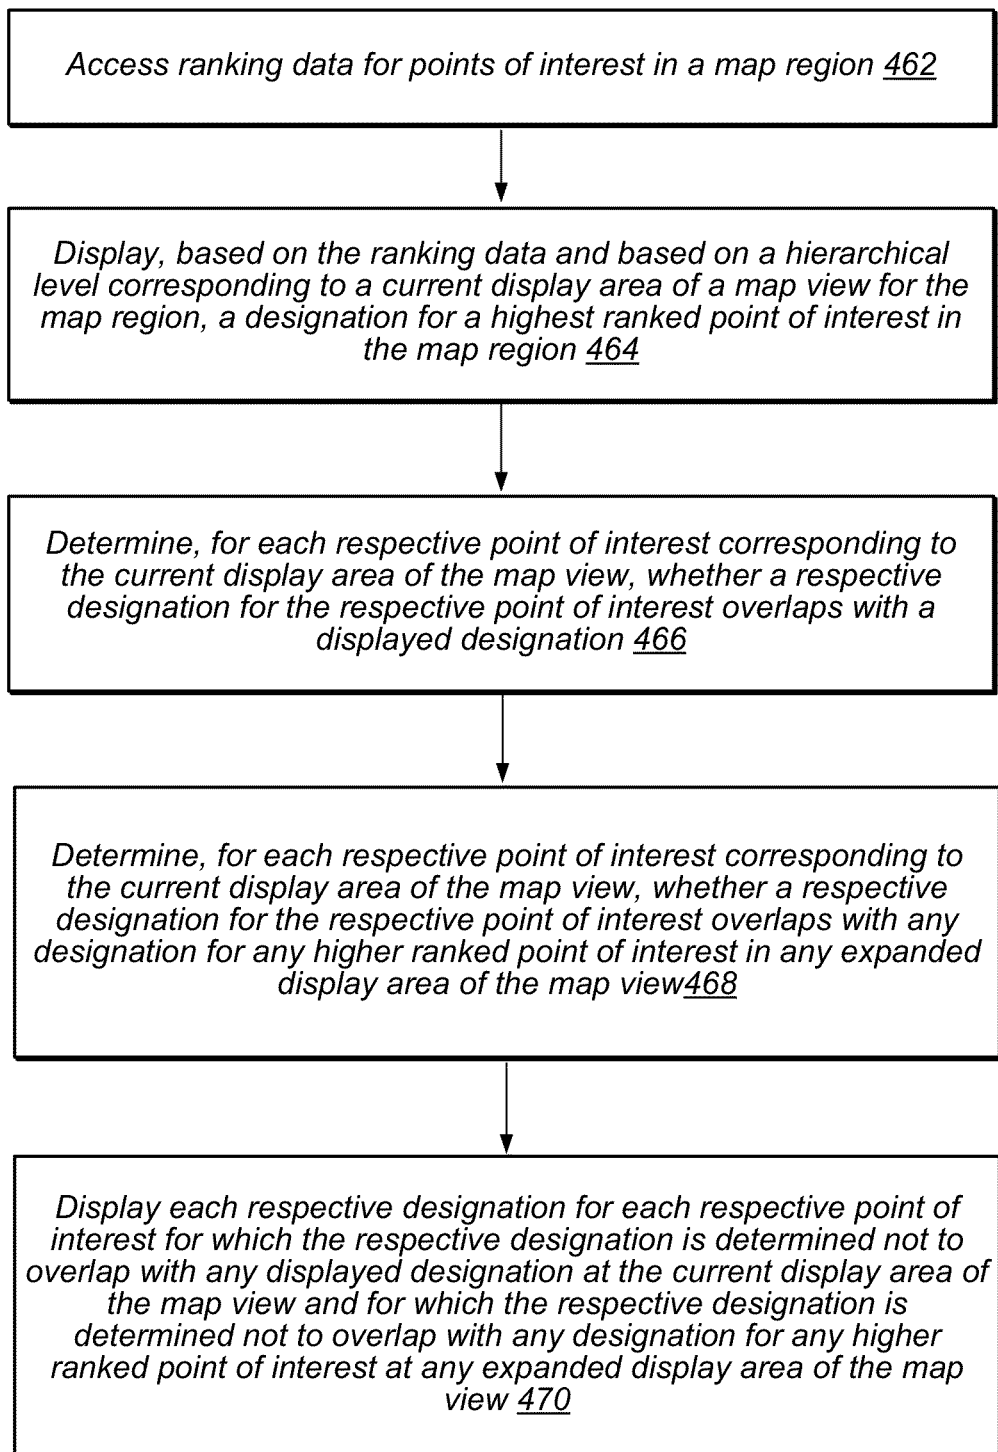 Access ranking data for points of interest in a map region 462
Display, based on the ranking data and based on a hierarchical
level corresponding to a current display area of a map view for the
map region, a designation for a highest ranked point of interest in
the map region 464
Determine, for each respective point of interest corresponding to
the current display area of the map view, whether a respective
designation for the respective point of interest overlaps with a
displayed designation 466
Determine, for each respective point of interest corresponding to
the current display area of the map view, whether a respective
designation for the respective point of interest overlaps with any
designation for any higher ranked point of interest in any expanded
display area of the map view468
Display each respective designation for each respective point of
interest for which the respective designation is determined not to
overlap with any displayed designation at the current display area of
the map view and for which the respective designation is
determined not to overlap with any designation for any higher
ranked point of interest at any expanded display area of the map
view 470